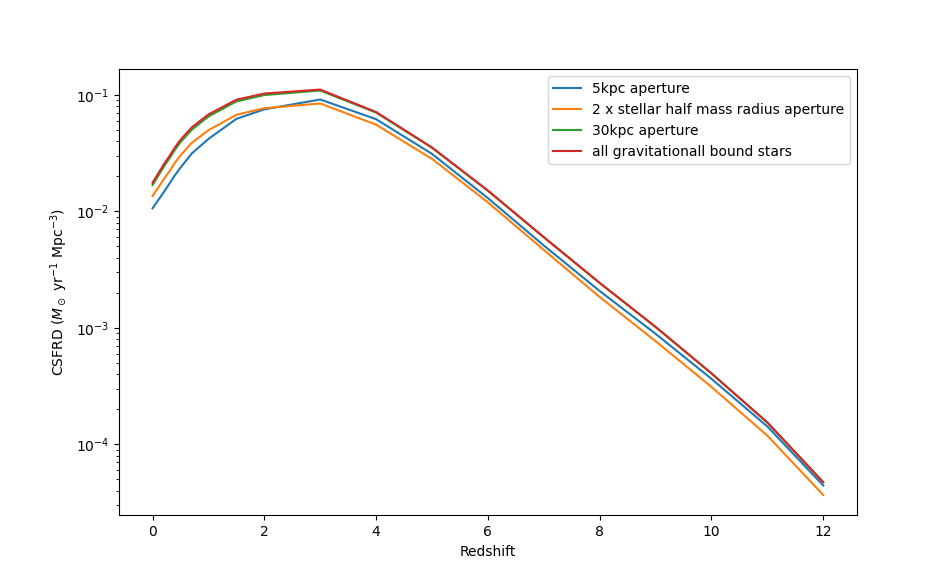 5kpc aperture
2 x stellar half mass radius aperture
30kpc aperture
all gravitationall bound stars
10⁻¹
10⁻²
10⁻³
10⁻⁴
CSFRD (M⊙ yr⁻¹ Mpc⁻³)
0 2 4 6 8 10 12
Redshift